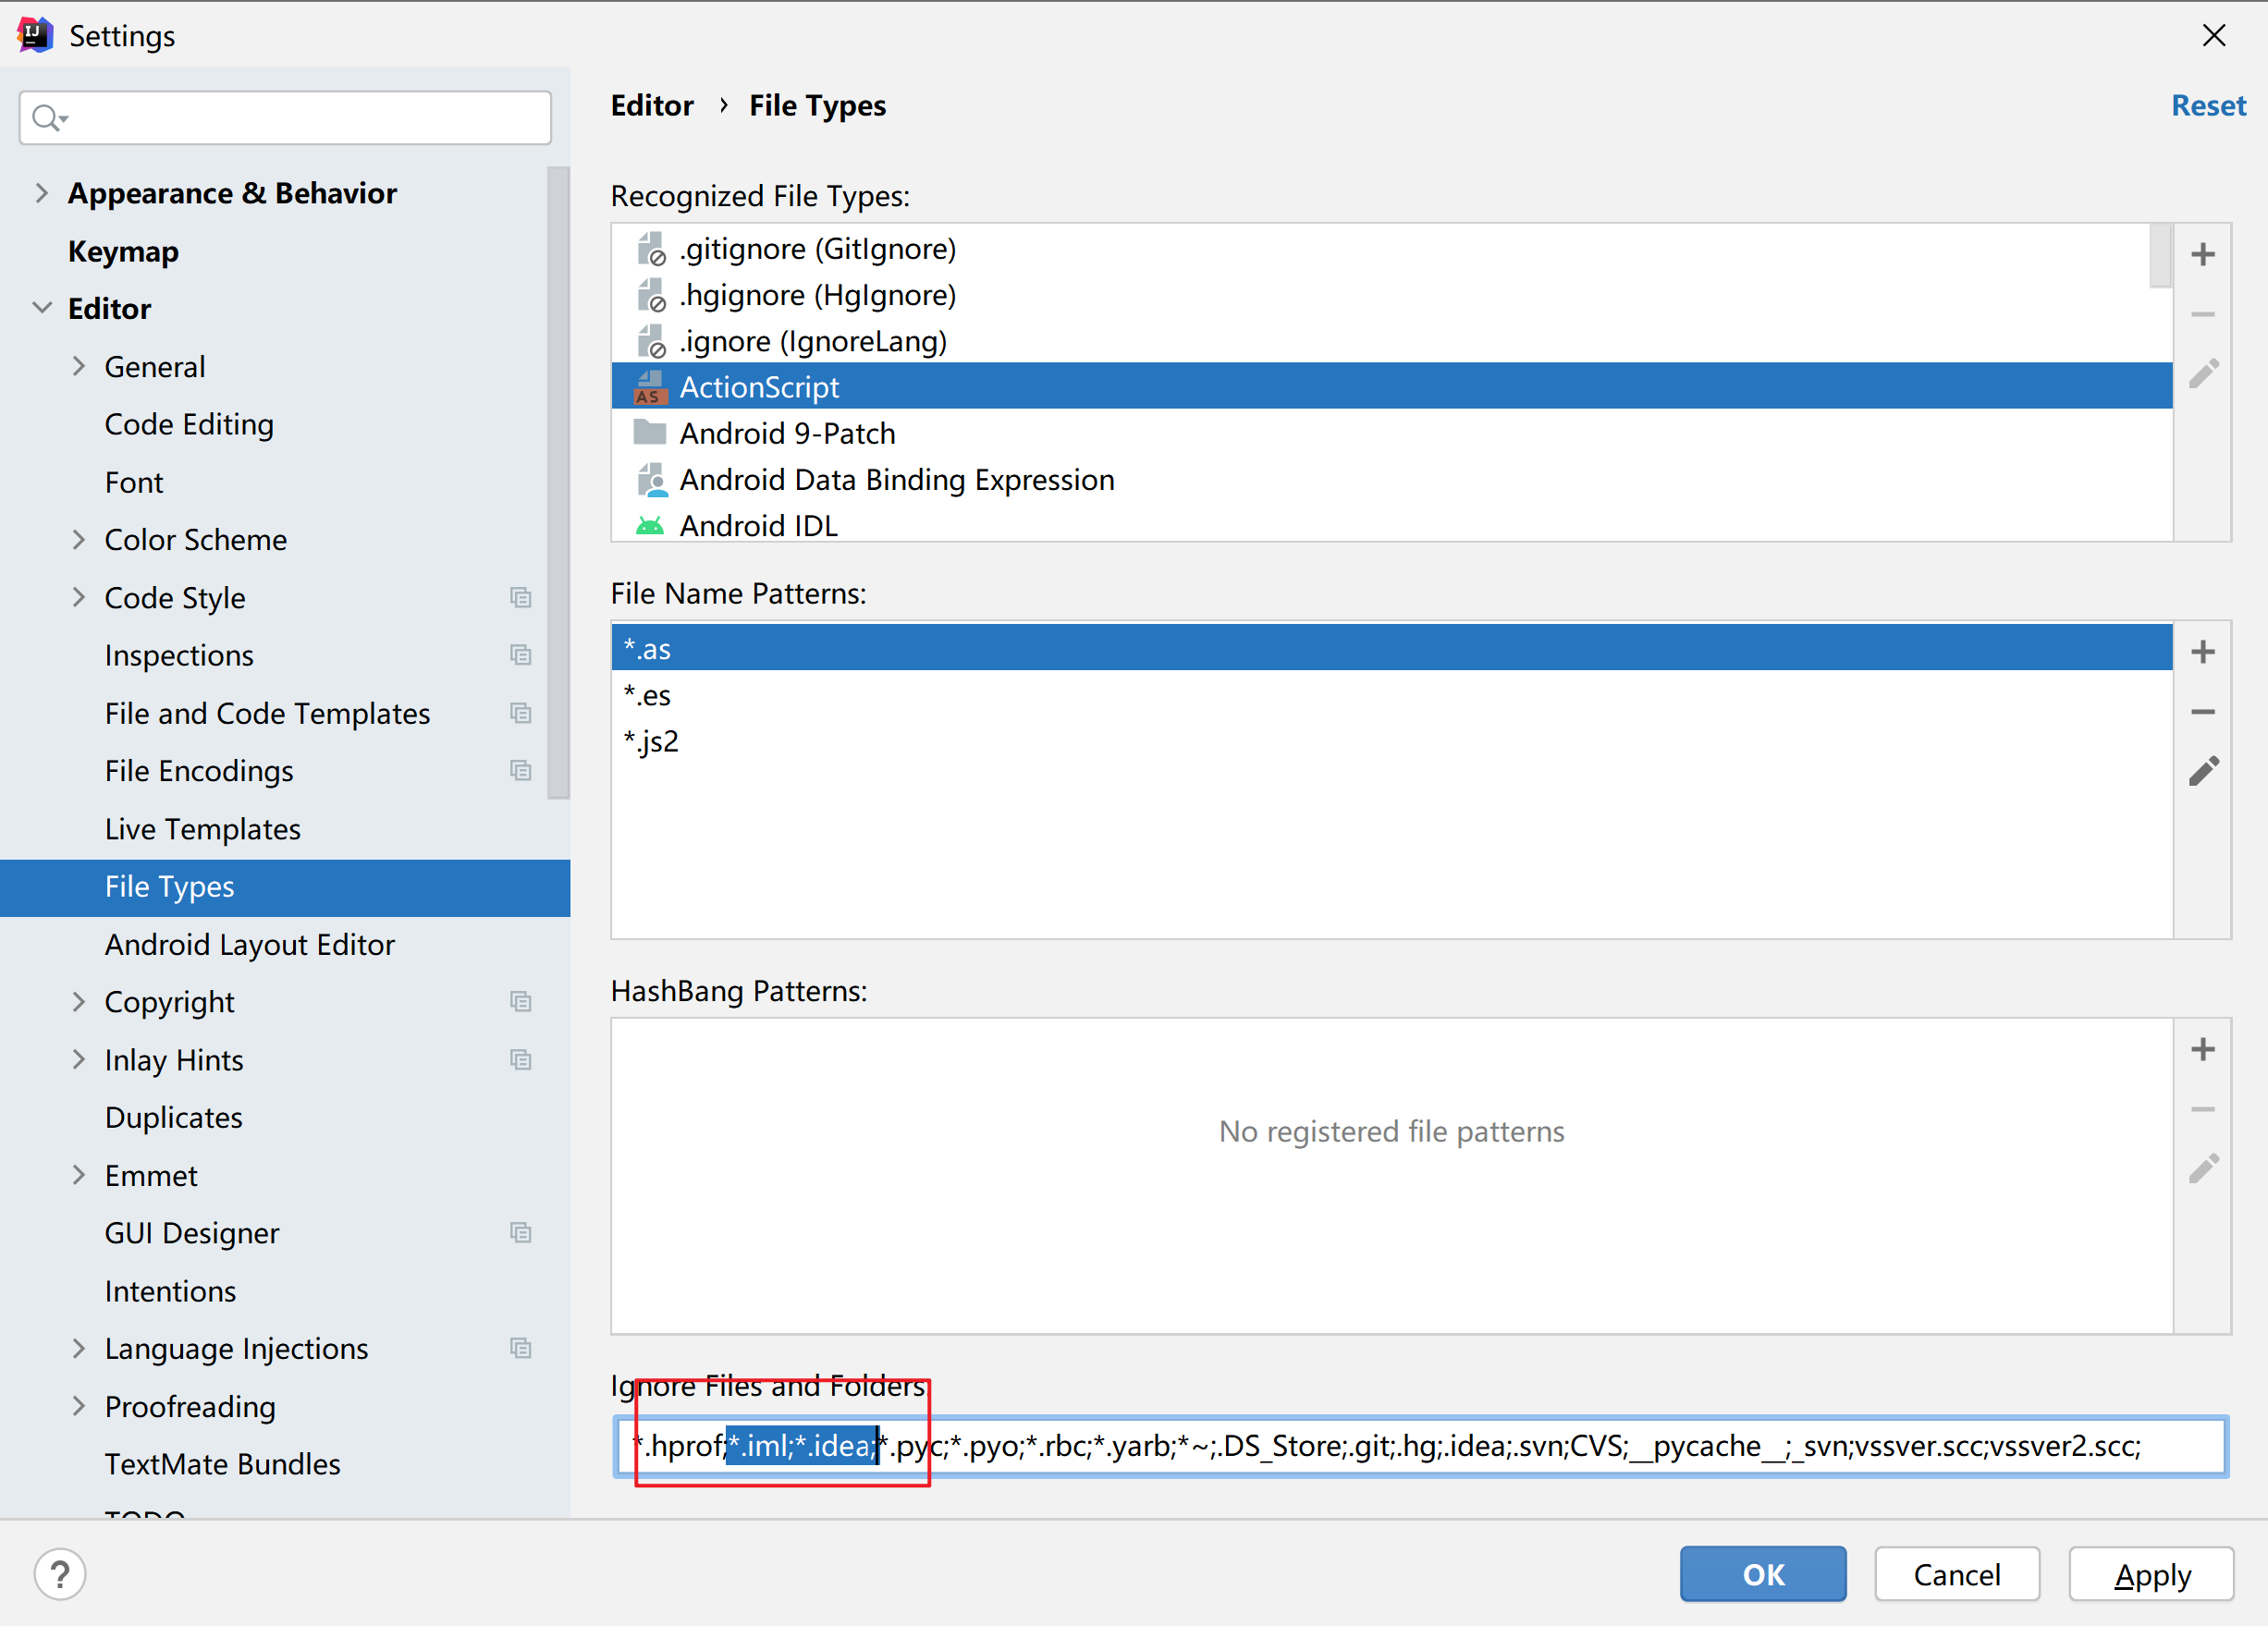 Settings
Appearance & Behavior
Keymap
Editor
General
Code Editing
Font
Color Scheme
Code Style
Inspections
File and Code Templates
File Encodings
Live Templates
File Types
Android Layout Editor
Copyright
Inlay Hints
Duplicates
Emmet
GUI Designer
Intentions
Language Injections
Proofreading
TextMate Bundles
TODO
Editor › File Types
Reset
Recognized File Types:
.gitignore (GitIgnore)
.hgignore (HgIgnore)
.ignore (IgnoreLang)
AS ActionScript
Android 9-Patch
Android Data Binding Expression
Android IDL
File Name Patterns:
*.as
*.es
*.js2
HashBang Patterns:
No registered file patterns
Ignore Files and Folders:
*.hprof;*.iml;*.idea;*.pyc;*.pyo;*.rbc;*.yarb;*~;.DS_Store;.git;.hg;.idea;.svn;CVS;__pycache__;_svn;vssver.scc;vssver2.scc;
?
OK
Cancel
Apply